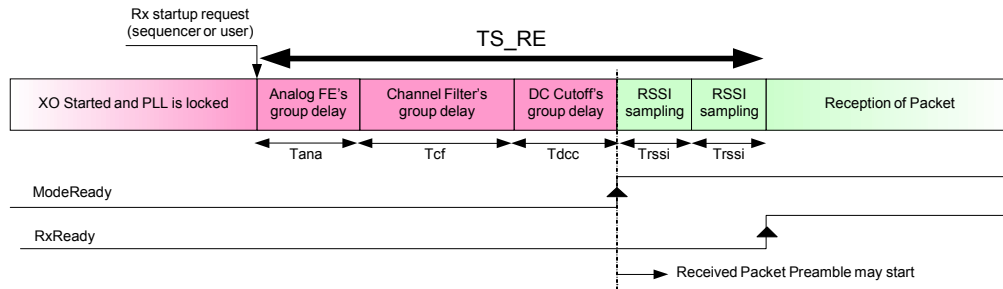 Rx startup request
(sequencer or user)
TS_RE
XO Started and PLL is locked
Analog FE's
group delay
Channel Filter's
group delay
DC Cutoff's
group delay
RSSI
sampling
RSSI
sampling
Reception of Packet
Tana
Tcf
Tdcc
Trssi
Trssi
ModeReady
RxReady
Received Packet Preamble may start